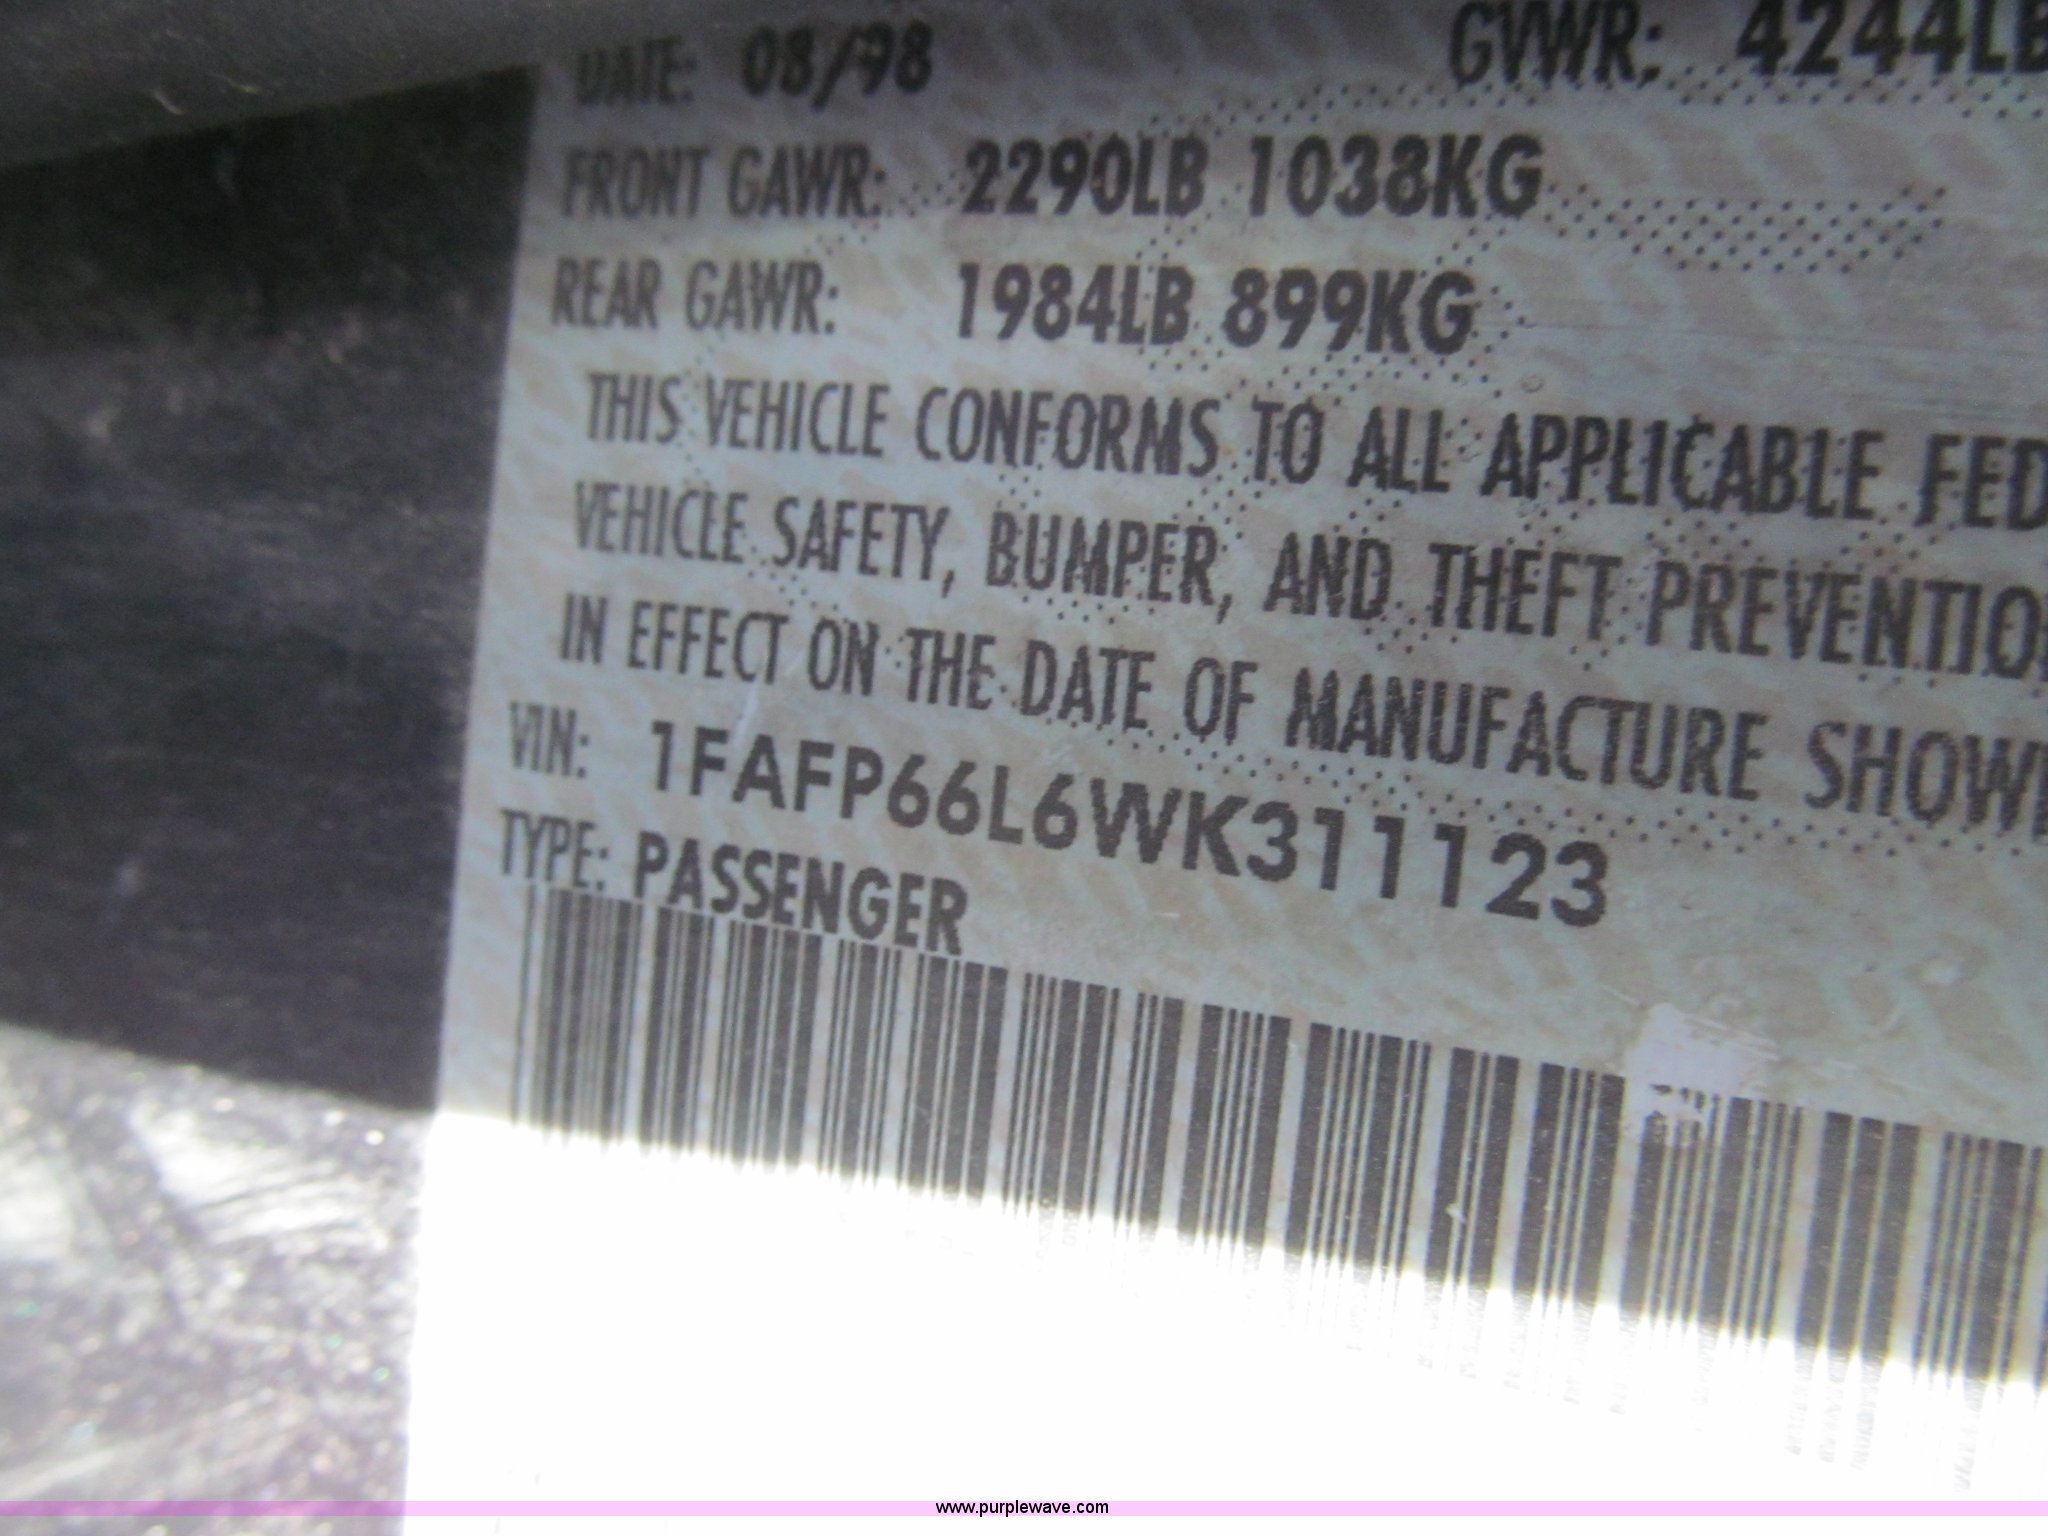 DATE: 08/98 GVWR: 4244LB
FRONT GAWR: 2290LB 1038KG
REAR GAWR: 1984LB 899KG
THIS VEHICLE CONFORMS TO ALL APPLICABLE FED
VEHICLE SAFETY, BUMPER, AND THEFT PREVENTIO
IN EFFECT ON THE DATE OF MANUFACTURE SHOW
VIN: 1FAFP66L6WK311123
TYPE: PASSENGER
www.purplewave.com